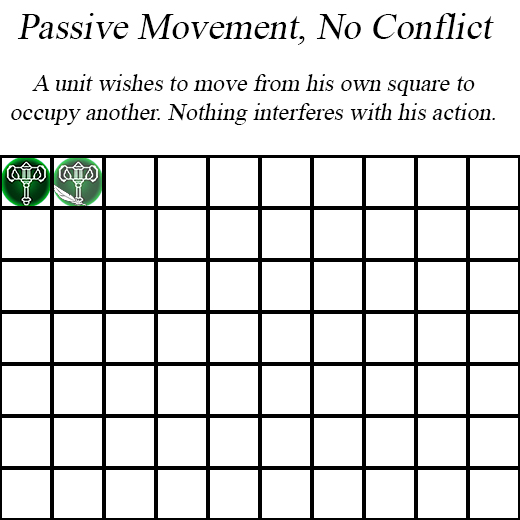 Passive Movement, No Conflict
A unit wishes to move from his own square to
occupy another. Nothing interferes with his action.